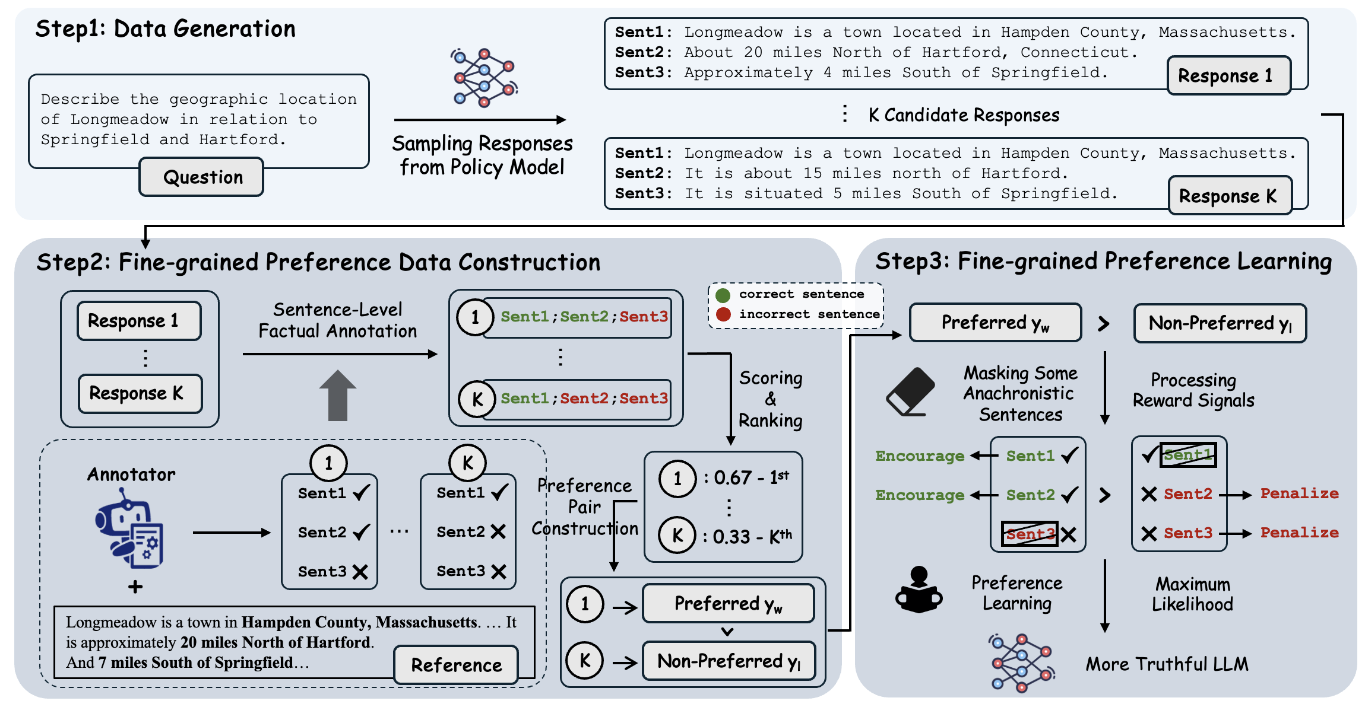 Step1: Data Generation
Describe the geographic location
of Longmeadow in relation to
Springfield and Hartford.
Question
Sampling Responses
from Policy Model
Sent1: Longmeadow is a town located in Hampden County, Massachusetts.
Sent2: About 20 miles North of Hartford, Connecticut.
Sent3: Approximately 4 miles South of Springfield.
Response 1
⋮ K Candidate Responses
Sent1: Longmeadow is a town located in Hampden County, Massachusetts.
Sent2: It is about 15 miles north of Hartford.
Sent3: It is situated 5 miles South of Springfield.
Response K
Step2: Fine-grained Preference Data Construction
Response 1
⋮
Response K
Sentence-Level
Factual Annotation
1 Sent1;Sent2;Sent3
⋮
K Sent1;Sent2;Sent3
correct sentence
incorrect sentence
Scoring
&
Ranking
Annotator
+
1
Sent1 ✓
Sent2 ✓
Sent3 ✕
...
K
Sent1 ✓
Sent2 ✕
Sent3 ✕
Longmeadow is a town in Hampden County, Massachusetts. … It
is approximately 20 miles North of Hartford.
And 7 miles South of Springfield…
Reference
Preference
Pair
Construction
1 : 0.67 - 1st
⋮
K : 0.33 - Kth
1 → Preferred yw
K → Non-Preferred yl
Step3: Fine-grained Preference Learning
Preferred yw > Non-Preferred yl
Masking Some
Anachronistic
Sentences
Processing
Reward Signals
Encourage ← Sent1 ✓
Encourage ← Sent2 ✓
Sent3 ✕
>
✓ Sent1
✕ Sent2 → Penalize
✕ Sent3 → Penalize
Preference
Learning
Maximum
Likelihood
More Truthful LLM